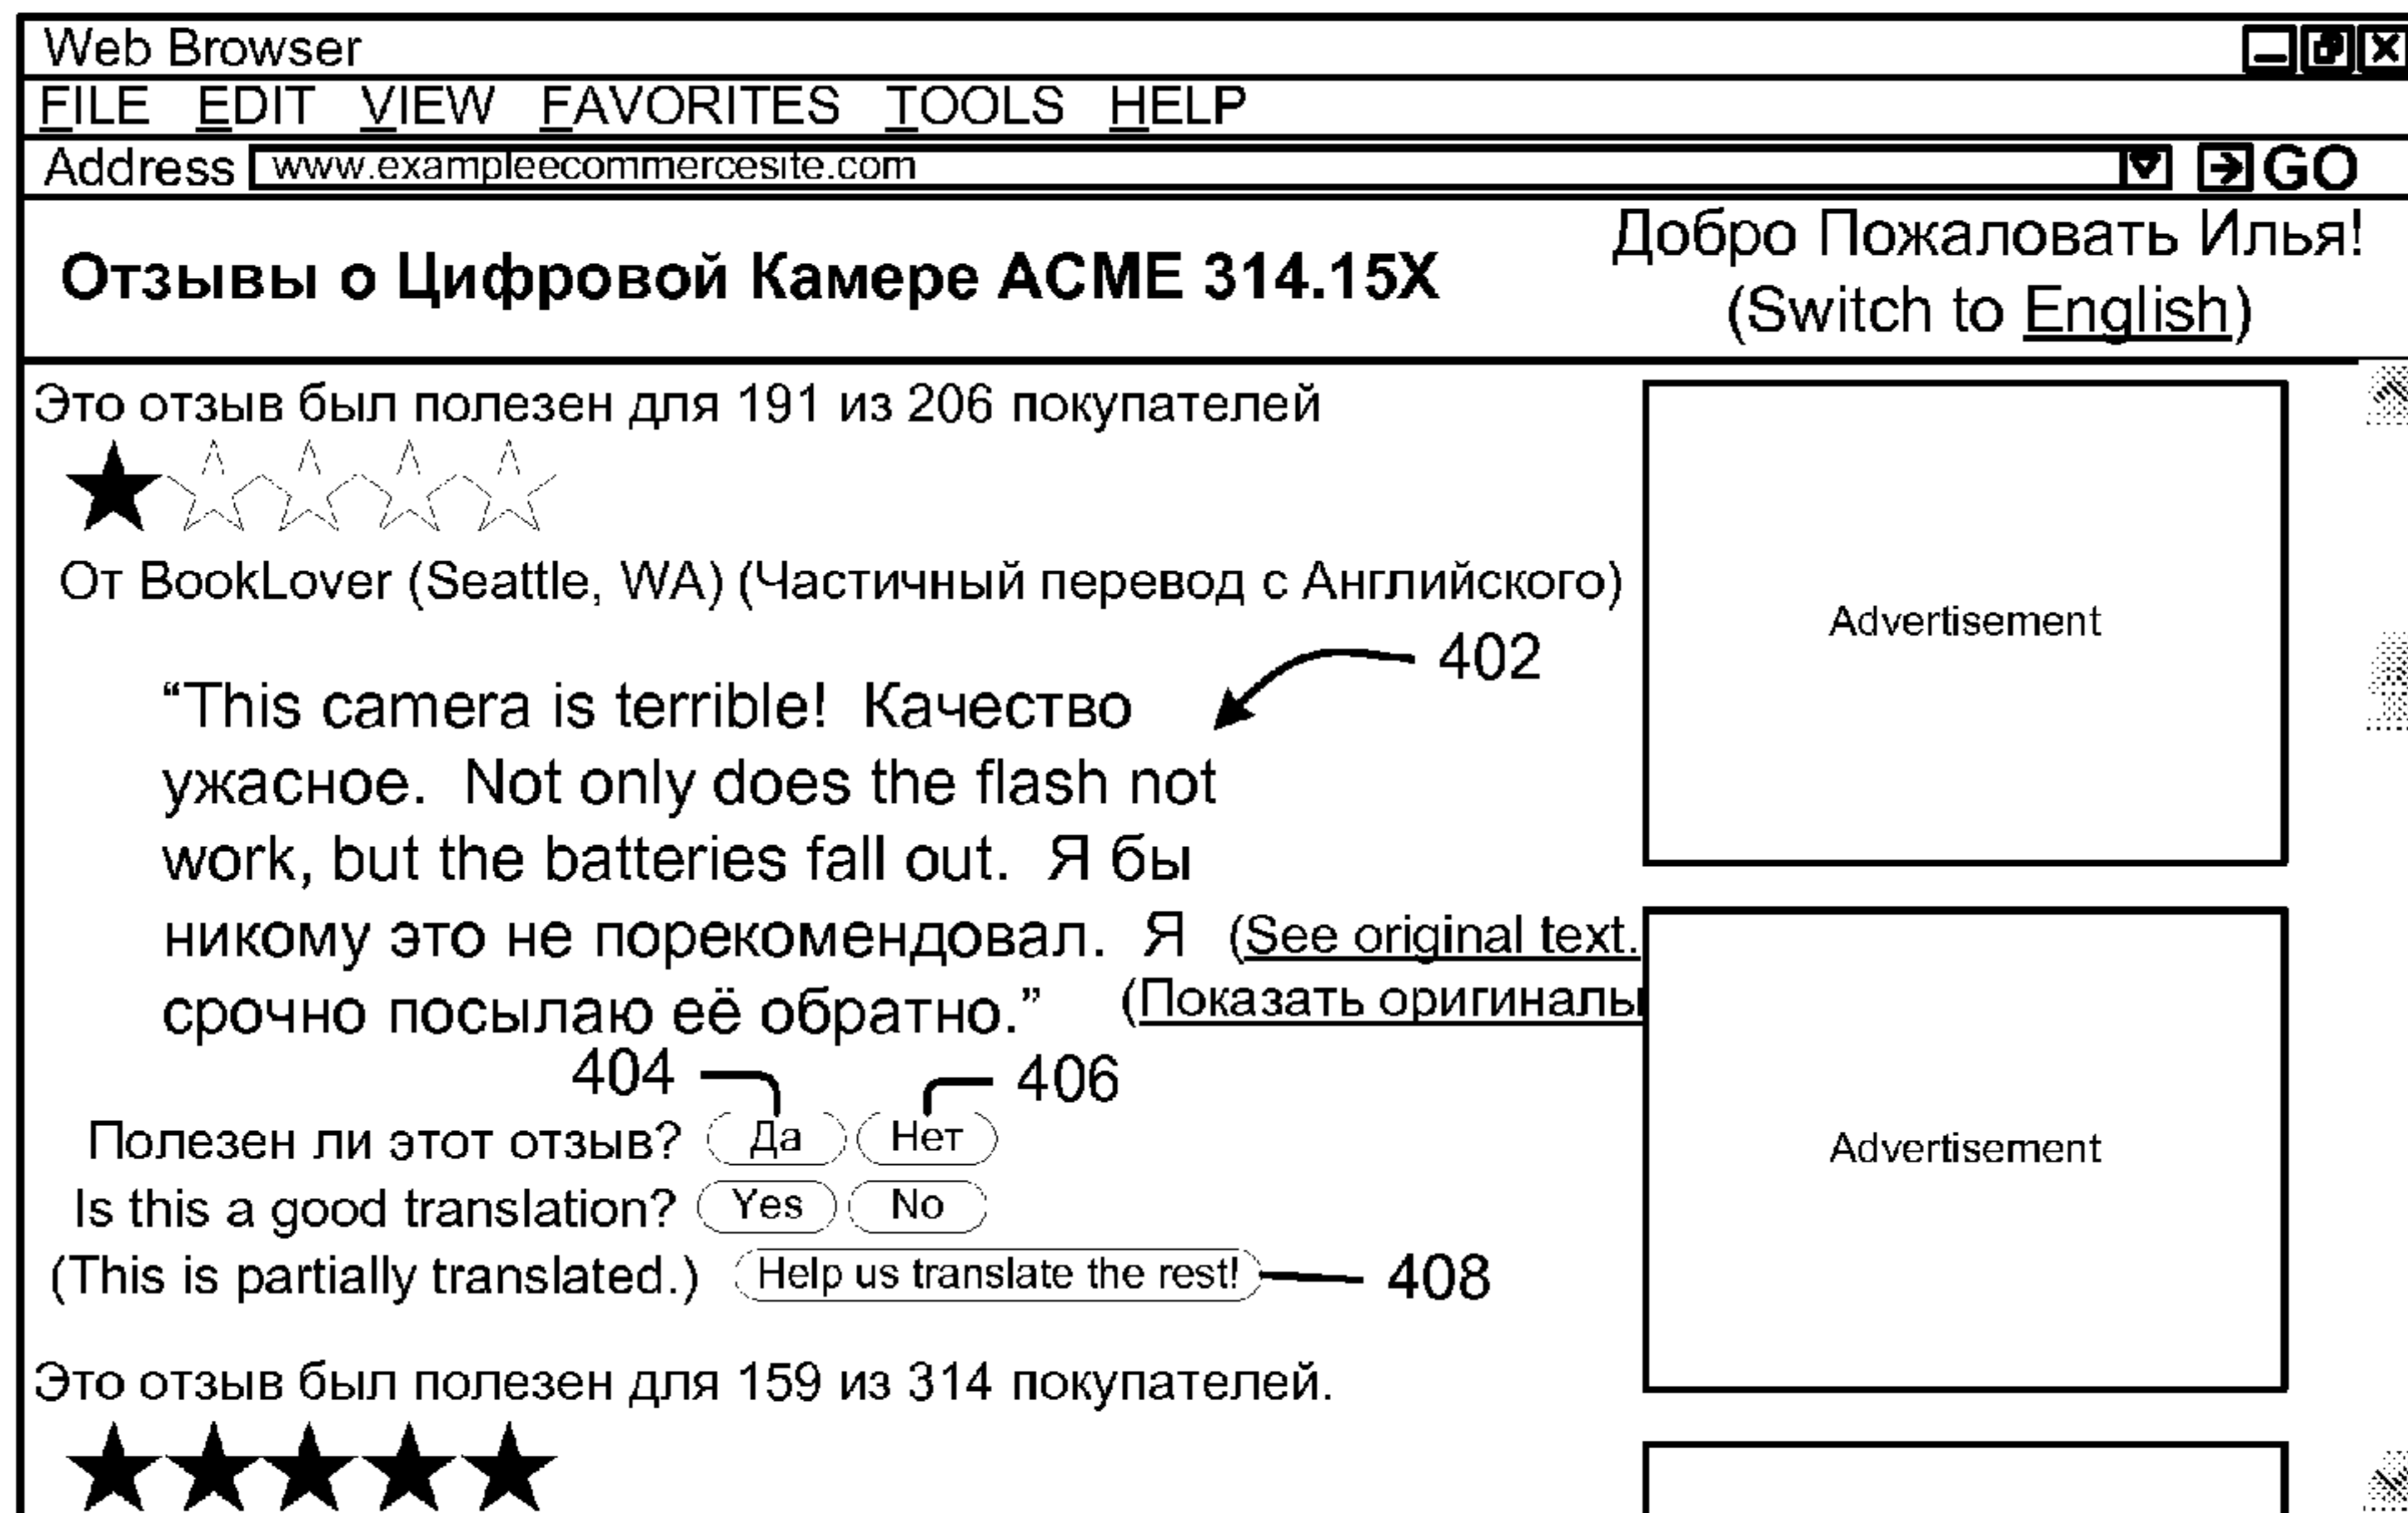 Web Browser
FILE EDIT VIEW FAVORITES TOOLS HELP
Address www.exampleecommercesite.com GO
Отзывы о Цифровой Камере ACME 314.15X
Добро Пожаловать Илья!
(Switch to English)
Это отзыв был полезен для 191 из 206 покупателей
От BookLover (Seattle, WA) (Частичный перевод с Английского)
402
“This camera is terrible! Качество
ужасное. Not only does the flash not
work, but the batteries fall out. Я бы
никому это не порекомендовал. Я (See original text.
срочно посылаю её обратно.” (Показать оригиналы
404 406
Полезен ли этот отзыв? Да Нет
Is this a good translation? Yes No
(This is partially translated.) Help us translate the rest! 408
Это отзыв был полезен для 159 из 314 покупателей.
Advertisement
Advertisement